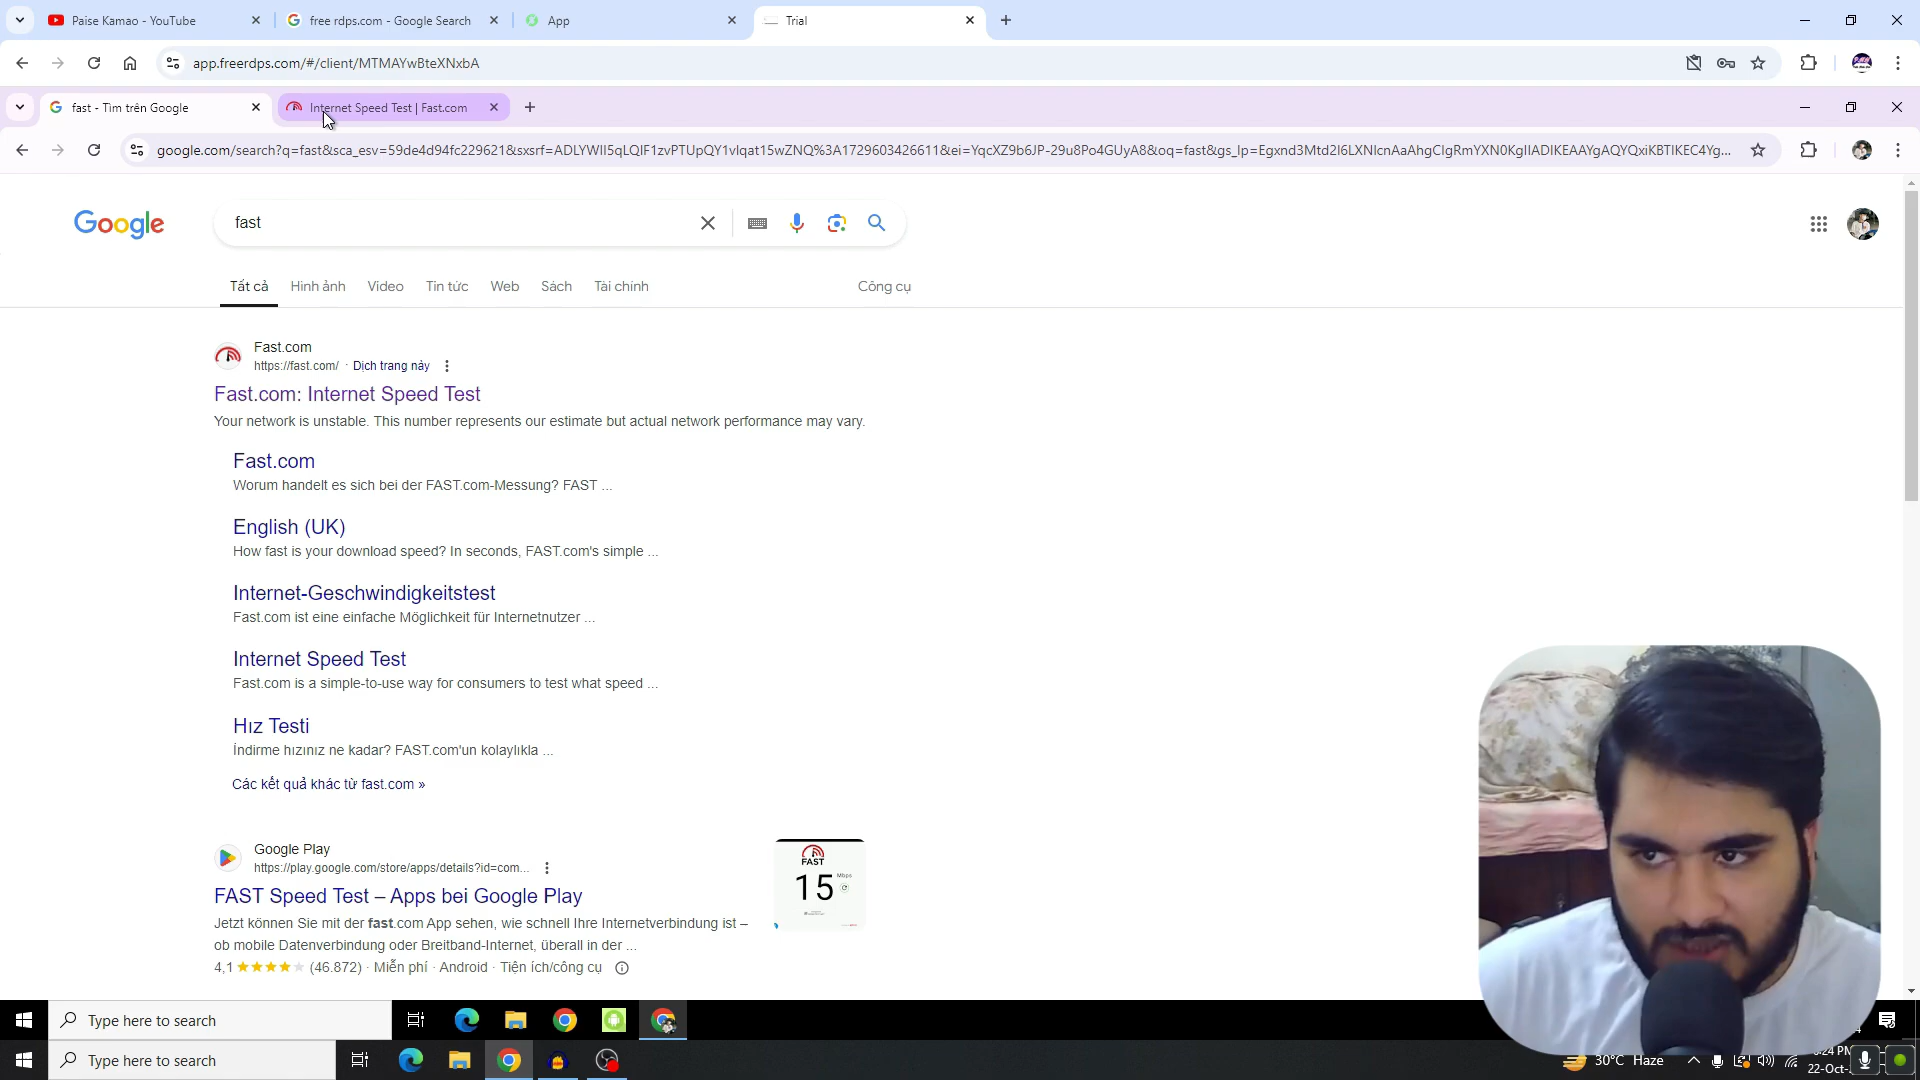 Paise Kamao - YouTube
free rdps.com - Google Search
App
Trial
app.freerdps.com/#/client/MTMAYwBteXNxbA
fast - Tìm trên Google
Internet Speed Test | Fast.com
google.com/search?q=fast&sca_esv=59de4d94fc229621&sxsrf=ADLYWII5qLQIF1zvPTUpQY1vlqat15wZNQ%3A1729603426611&ei=YqcXZ9b6JP-29u8Po4GUyA8&oq=fast&gs_lp=Egxnd3Mtd2l6LXNlcnAaAhgCIgRmYXN0KgIIADIKEAAYgAQYQxiKBTIKEC4Yg...
Google
fast
Tất cả
Hình ảnh
Video
Tin tức
Web
Sách
Tài chính
Công cụ
Fast.com
https://fast.com/ · Dịch trang này
Fast.com: Internet Speed Test
Your network is unstable. This number represents our estimate but actual network performance may vary.
Fast.com
Worum handelt es sich bei der FAST.com-Messung? FAST ...
English (UK)
How fast is your download speed? In seconds, FAST.com's simple ...
Internet-Geschwindigkeitstest
Fast.com ist eine einfache Möglichkeit für Internetnutzer ...
Internet Speed Test
Fast.com is a simple-to-use way for consumers to test what speed ...
Hız Testi
İndirme hızınız ne kadar? FAST.com'un kolaylıkla ...
Các kết quả khác từ fast.com »
Google Play
https://play.google.com/store/apps/details?id=com...
FAST Speed Test – Apps bei Google Play
Jetzt können Sie mit der fast.com App sehen, wie schnell Ihre Internetverbindung ist –
ob mobile Datenverbindung oder Breitband-Internet, überall in der ...
4,1 ★★★★★ (46.872) · Miễn phí · Android · Tiện ích/công cụ
FAST
15 Mbps
Type here to search
Type here to search
30°C Haze
22-Oct-